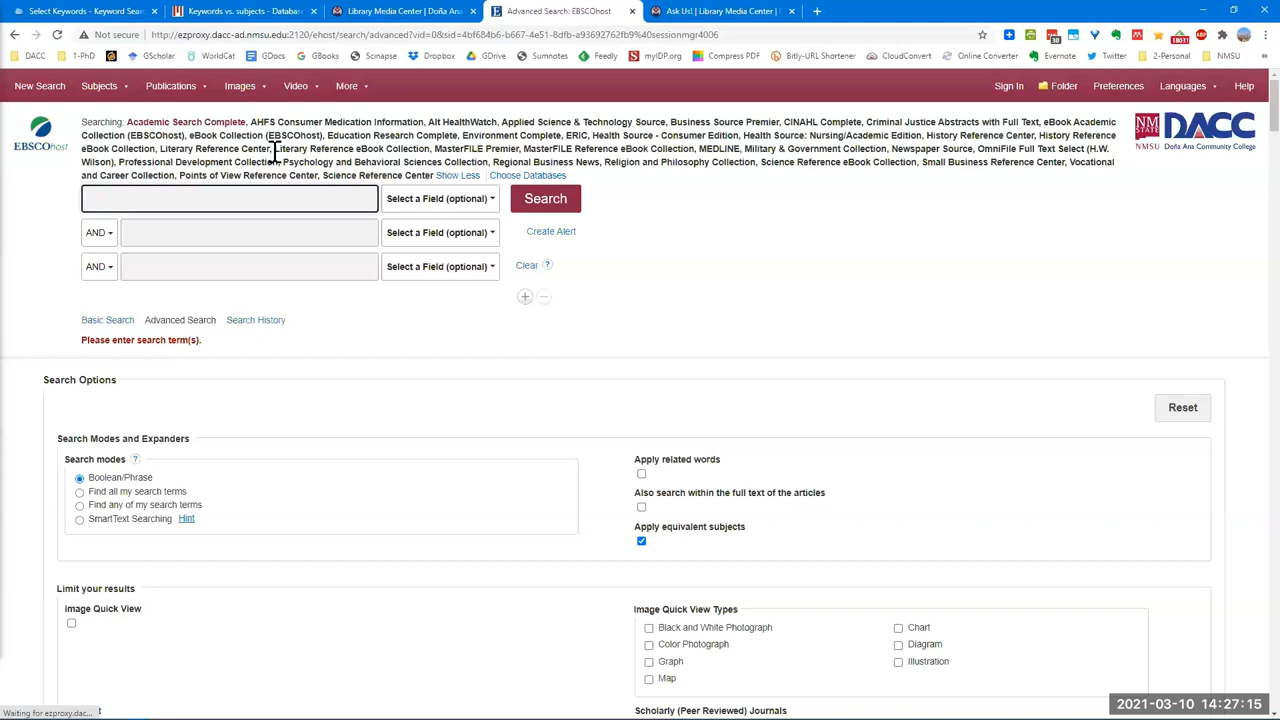 Select Keywords - Keyword Sear
Keywords vs. subjects - Databas
Library Media Center | Doña Ana
Advanced Search: EBSCOhost
Ask Us! | Library Media Center |
Not secure | http://ezproxy.dacc-ad.nmsu.edu:2120/ehost/search/advanced?vid=0&sid=4bf684b6-b667-4e51-8dfb-a93692762fb9%40sessionmgr4006
DACC 1-PhD GScholar WorldCat GDocs GBooks Scinapse Dropbox G:Drive Sumnotes Feedly myIDP.org Compress PDF Bitly-URL Shortener CloudConvert Online Converter Evernote Twitter 2-Personal NMSU
New Search Subjects Publications Images Video More Sign In Folder Preferences Languages Help
Searching: Academic Search Complete, AHFS Consumer Medication Information, Alt HealthWatch, Applied Science & Technology Source, Business Source Premier, CINAHL Complete, Criminal Justice Abstracts with Full Text, eBook Academic
Collection (EBSCOhost), eBook Collection (EBSCOhost), Education Research Complete, Environment Complete, ERIC, Health Source - Consumer Edition, Health Source: Nursing/Academic Edition, History Reference Center, History Reference
eBook Collection, Literary Reference Center, Literary Reference eBook Collection, MasterFILE Premier, MasterFILE Reference eBook Collection, MEDLINE, Military & Government Collection, Newspaper Source, OmniFile Full Text Select (H.W.
Wilson), Professional Development Collection, Psychology and Behavioral Sciences Collection, Regional Business News, Religion and Philosophy Collection, Science Reference eBook Collection, Small Business Reference Center, Vocational
and Career Collection, Points of View Reference Center, Science Reference Center Show Less | Choose Databases
EBSCOhost
NM STATE DACC
NMSU Doña Ana Community College
Select a Field (optional) Search
AND Select a Field (optional) Create Alert
AND Select a Field (optional) Clear ?
Basic Search Advanced Search Search History
Please enter search term(s).
Search Options
Reset
Search Modes and Expanders
Search modes ?
Boolean/Phrase
Find all my search terms
Find any of my search terms
SmartText Searching Hint
Apply related words
Also search within the full text of the articles
Apply equivalent subjects
Limit your results
Image Quick View
Image Quick View Types
Black and White Photograph
Chart
Color Photograph
Diagram
Graph
Illustration
Map
Scholarly (Peer Reviewed) Journals
Waiting for ezproxy.dacc...
2021-03-10 14:27:15